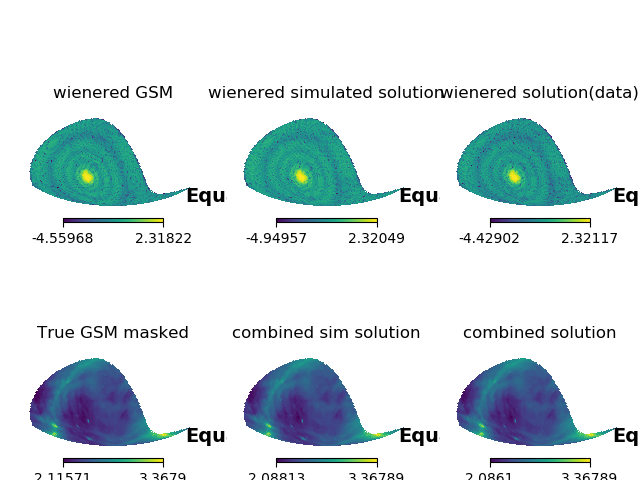 wienered GSM
wienered simulated solution
wienered solution(data)
Equ
Equ
Eq
-4.55968 2.31822
-4.94957 2.32049
-4.42902 2.32117
True GSM masked
combined sim solution
combined solution
Equ
Equ
Eq
2.11571 3.3679
2.08813 3.36789
2.0861 3.36789